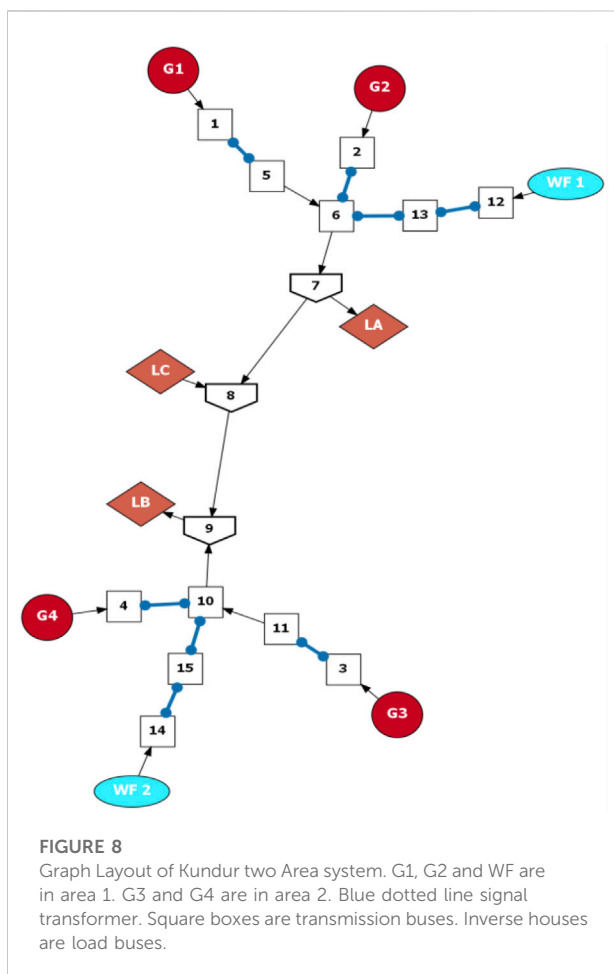 G1
G2
1
2
5
WF 1
12
6
13
7
LA
LC
8
LB
9
10
4
G4
11
15
3
14
G3
WF 2
FIGURE 8
Graph Layout of Kundur two Area system. G1, G2 and WF are
in area 1. G3 and G4 are in area 2. Blue dotted line signal
transformer. Square boxes are transmission buses. Inverse houses
are load buses.